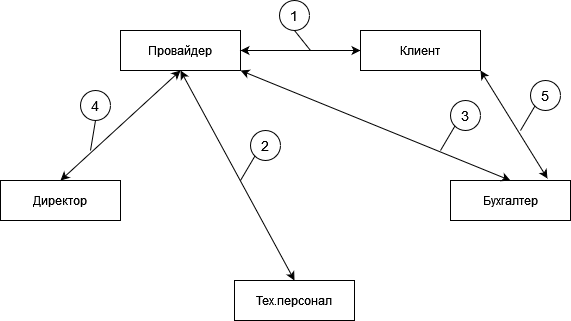 1
Провайдер
Клиент
4
2
3
5
Директор
Бухгалтер
Тех.персонал